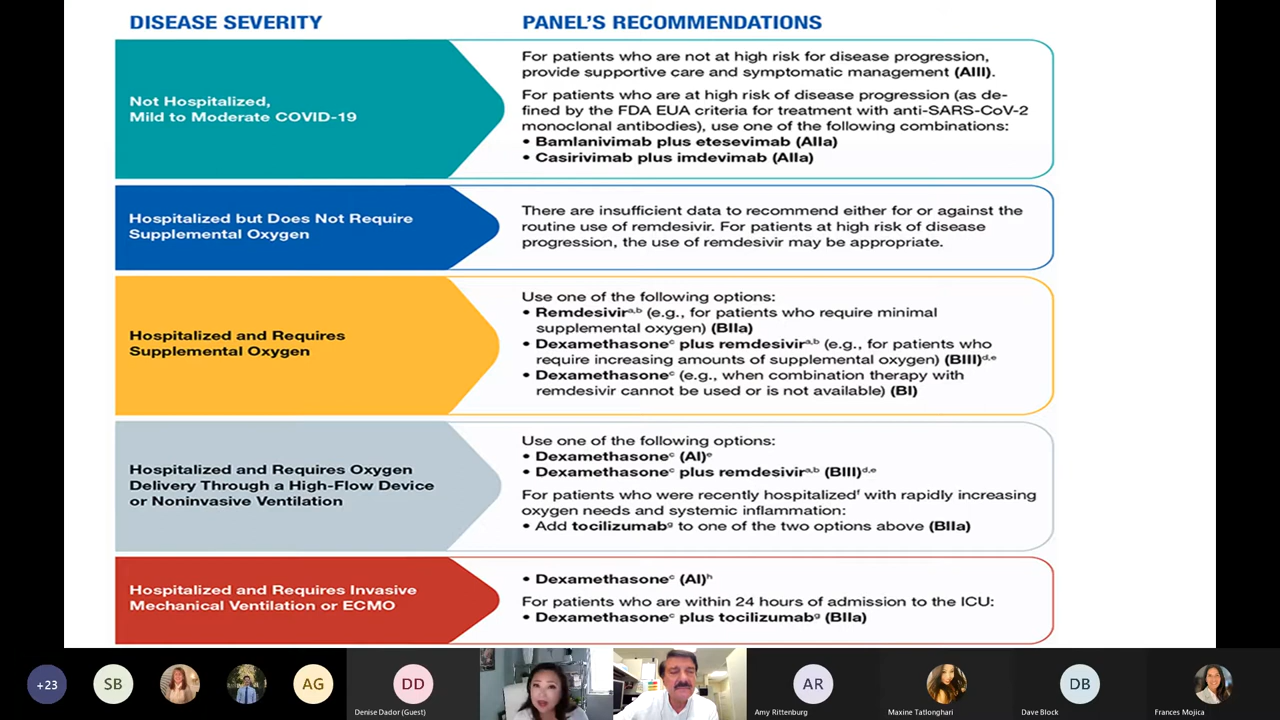 DISEASE SEVERITY
PANEL'S RECOMMENDATIONS
Not Hospitalized,
Mild to Moderate COVID-19
For patients who are not at high risk for disease progression,
provide supportive care and symptomatic management (AIII).
For patients who are at high risk of disease progression (as de-
fined by the FDA EUA criteria for treatment with anti-SARS-CoV-2
monoclonal antibodies), use one of the following combinations:
• Bamlanivimab plus etesevimab (AIIa)
• Casirivimab plus imdevimab (AIIa)
Hospitalized but Does Not Require
Supplemental Oxygen
There are insufficient data to recommend either for or against the
routine use of remdesivir. For patients at high risk of disease
progression, the use of remdesivir may be appropriate.
Hospitalized and Requires
Supplemental Oxygen
Use one of the following options:
• Remdesivir^a,b (e.g., for patients who require minimal
supplemental oxygen) (BIIa)
• Dexamethasone^c plus remdesivir^a,b (e.g., for patients who
require increasing amounts of supplemental oxygen) (BIII)^d,e
• Dexamethasone^c (e.g., when combination therapy with
remdesivir cannot be used or is not available) (BI)
Hospitalized and Requires Oxygen
Delivery Through a High-Flow Device
or Noninvasive Ventilation
Use one of the following options:
• Dexamethasone^c (AI)^e
• Dexamethasone^c plus remdesivir^a,b (BIII)^d,e
For patients who were recently hospitalized^f with rapidly increasing
oxygen needs and systemic inflammation:
• Add tocilizumab^g to one of the two options above (BIIa)
Hospitalized and Requires Invasive
Mechanical Ventilation or ECMO
• Dexamethasone^c (AI)^h
For patients who are within 24 hours of admission to the ICU:
• Dexamethasone^c plus tocilizumab^g (BIIa)
+23
SB
AG
DD
Denise Dador (Guest)
AR
Amy Rittenburg
Maxine Tatlonghari
DB
Dave Block
Frances Mojica